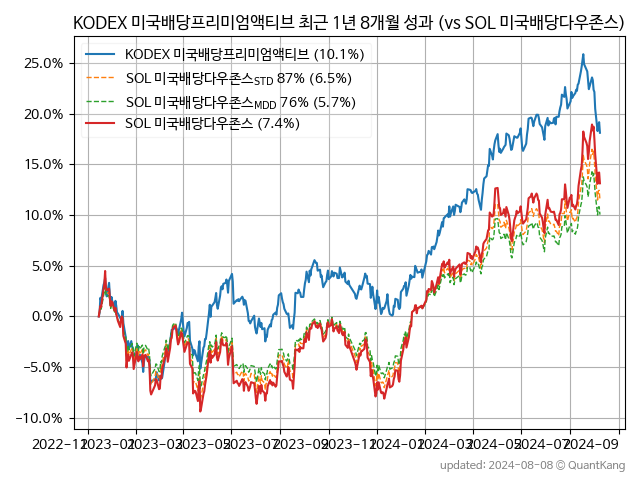 KODEX 미국배당프리미엄액티브 최근 1년 8개월 성과 (vs SOL 미국배당다우존스)
KODEX 미국배당프리미엄액티브 (10.1%)
SOL 미국배당다우존스STD 87% (6.5%)
SOL 미국배당다우존스MDD 76% (5.7%)
SOL 미국배당다우존스 (7.4%)
25.0%
20.0%
15.0%
10.0%
5.0%
0.0%
−5.0%
−10.0%
2022-11 2023-01 2023-03 2023-05 2023-07 2023-09 2023-11 2024-01 2024-03 2024-05 2024-07 2024-09
updated: 2024-08-08 © QuantKang